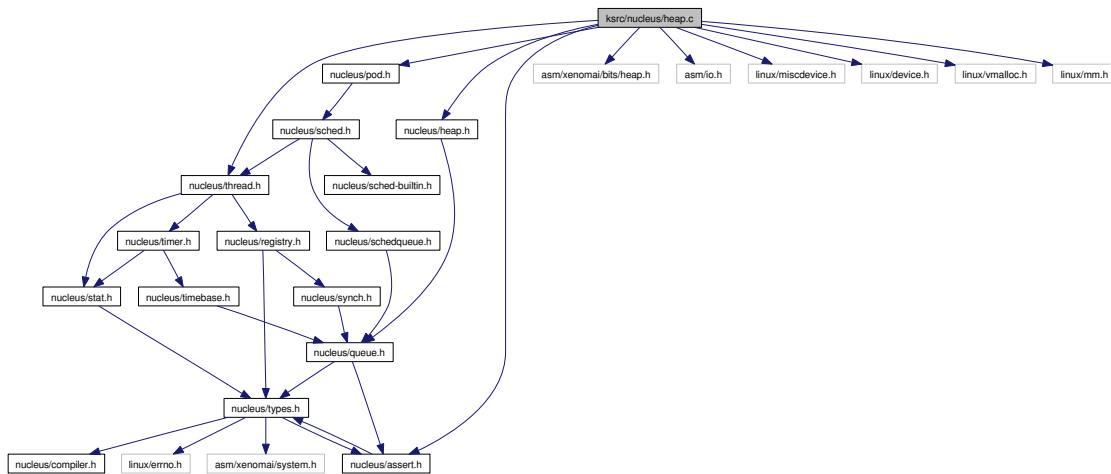 ksrc/nucleus/heap.c
nucleus/pod.h
asm/xenomai/bits/heap.h
asm/io.h
linux/miscdevice.h
linux/device.h
linux/vmalloc.h
linux/mm.h
nucleus/sched.h
nucleus/heap.h
nucleus/thread.h
nucleus/sched-builtin.h
nucleus/timer.h
nucleus/registry.h
nucleus/schedqueue.h
nucleus/stat.h
nucleus/timebase.h
nucleus/synch.h
nucleus/queue.h
nucleus/types.h
nucleus/compiler.h
linux/errno.h
asm/xenomai/system.h
nucleus/assert.h